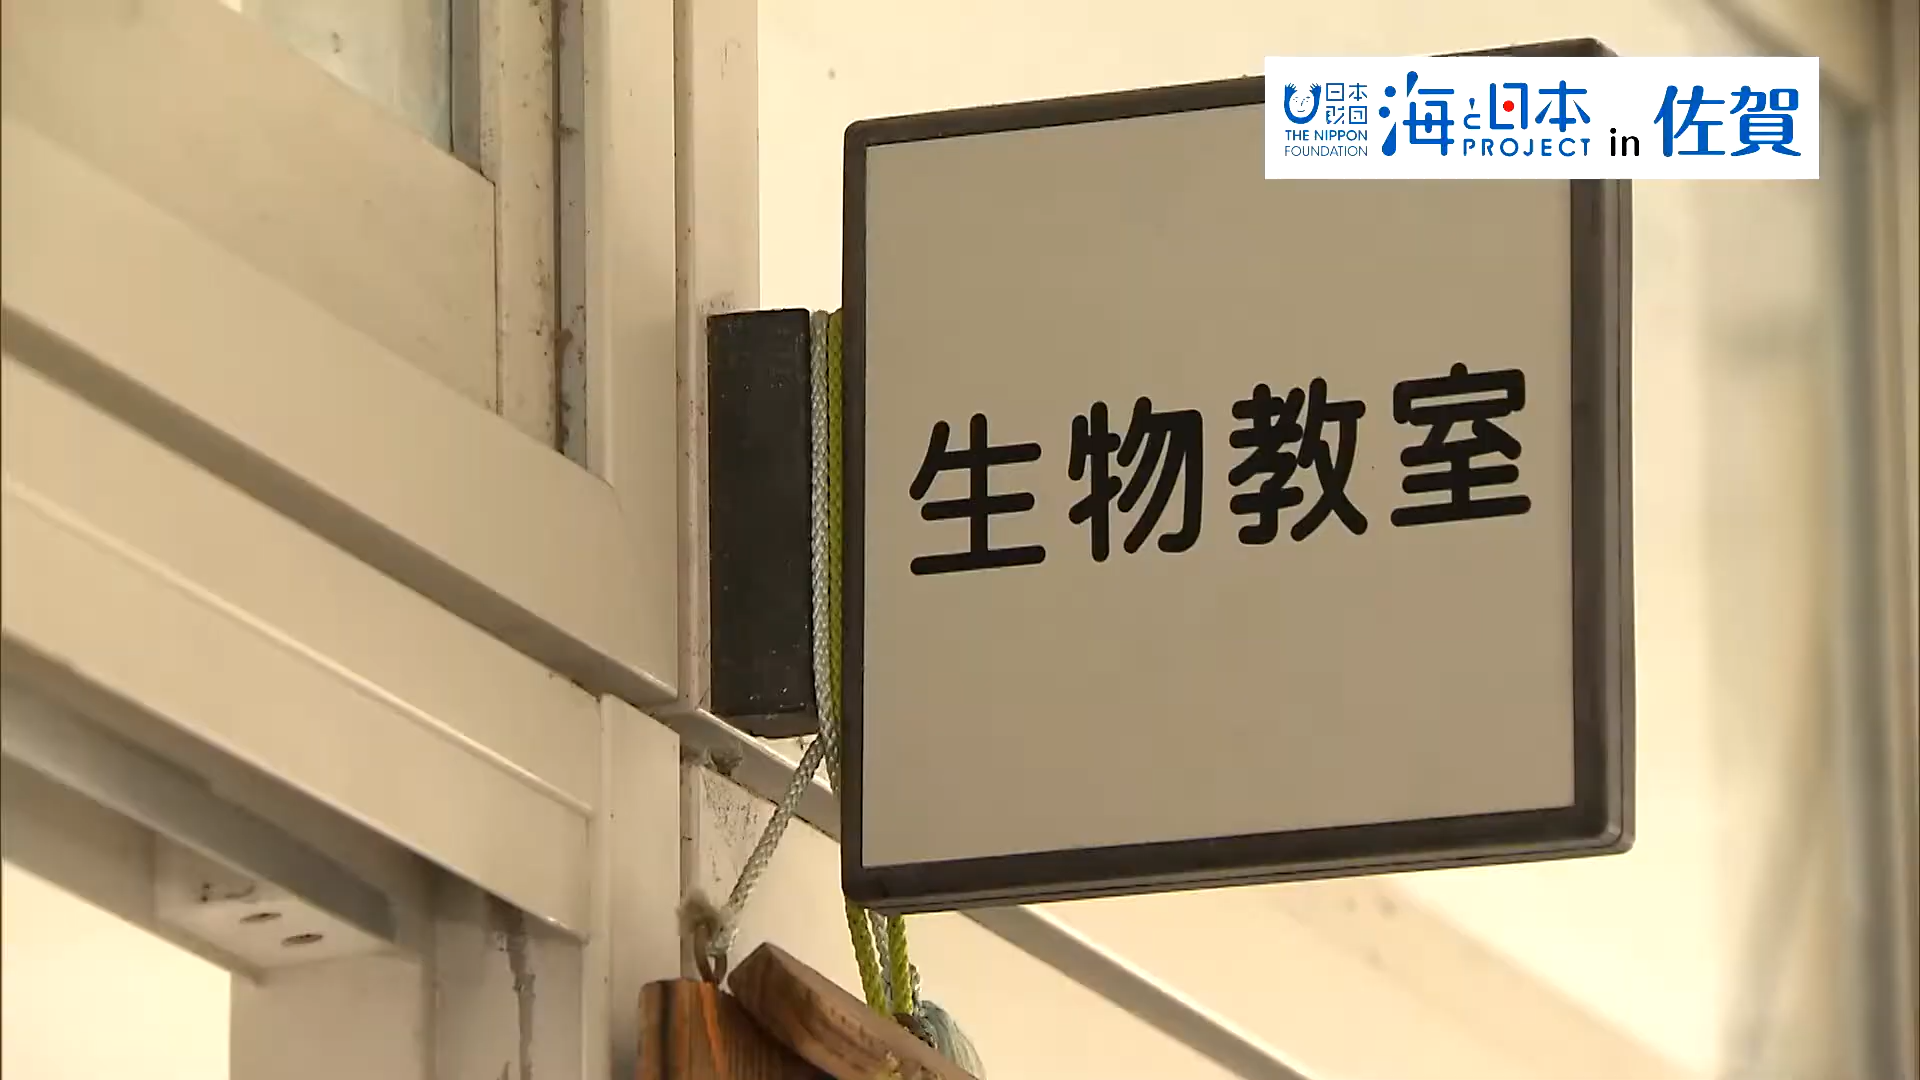 日本
財団
THE NIPPON
FOUNDATION
海と日本
PROJECT
in 佐賀
生物教室